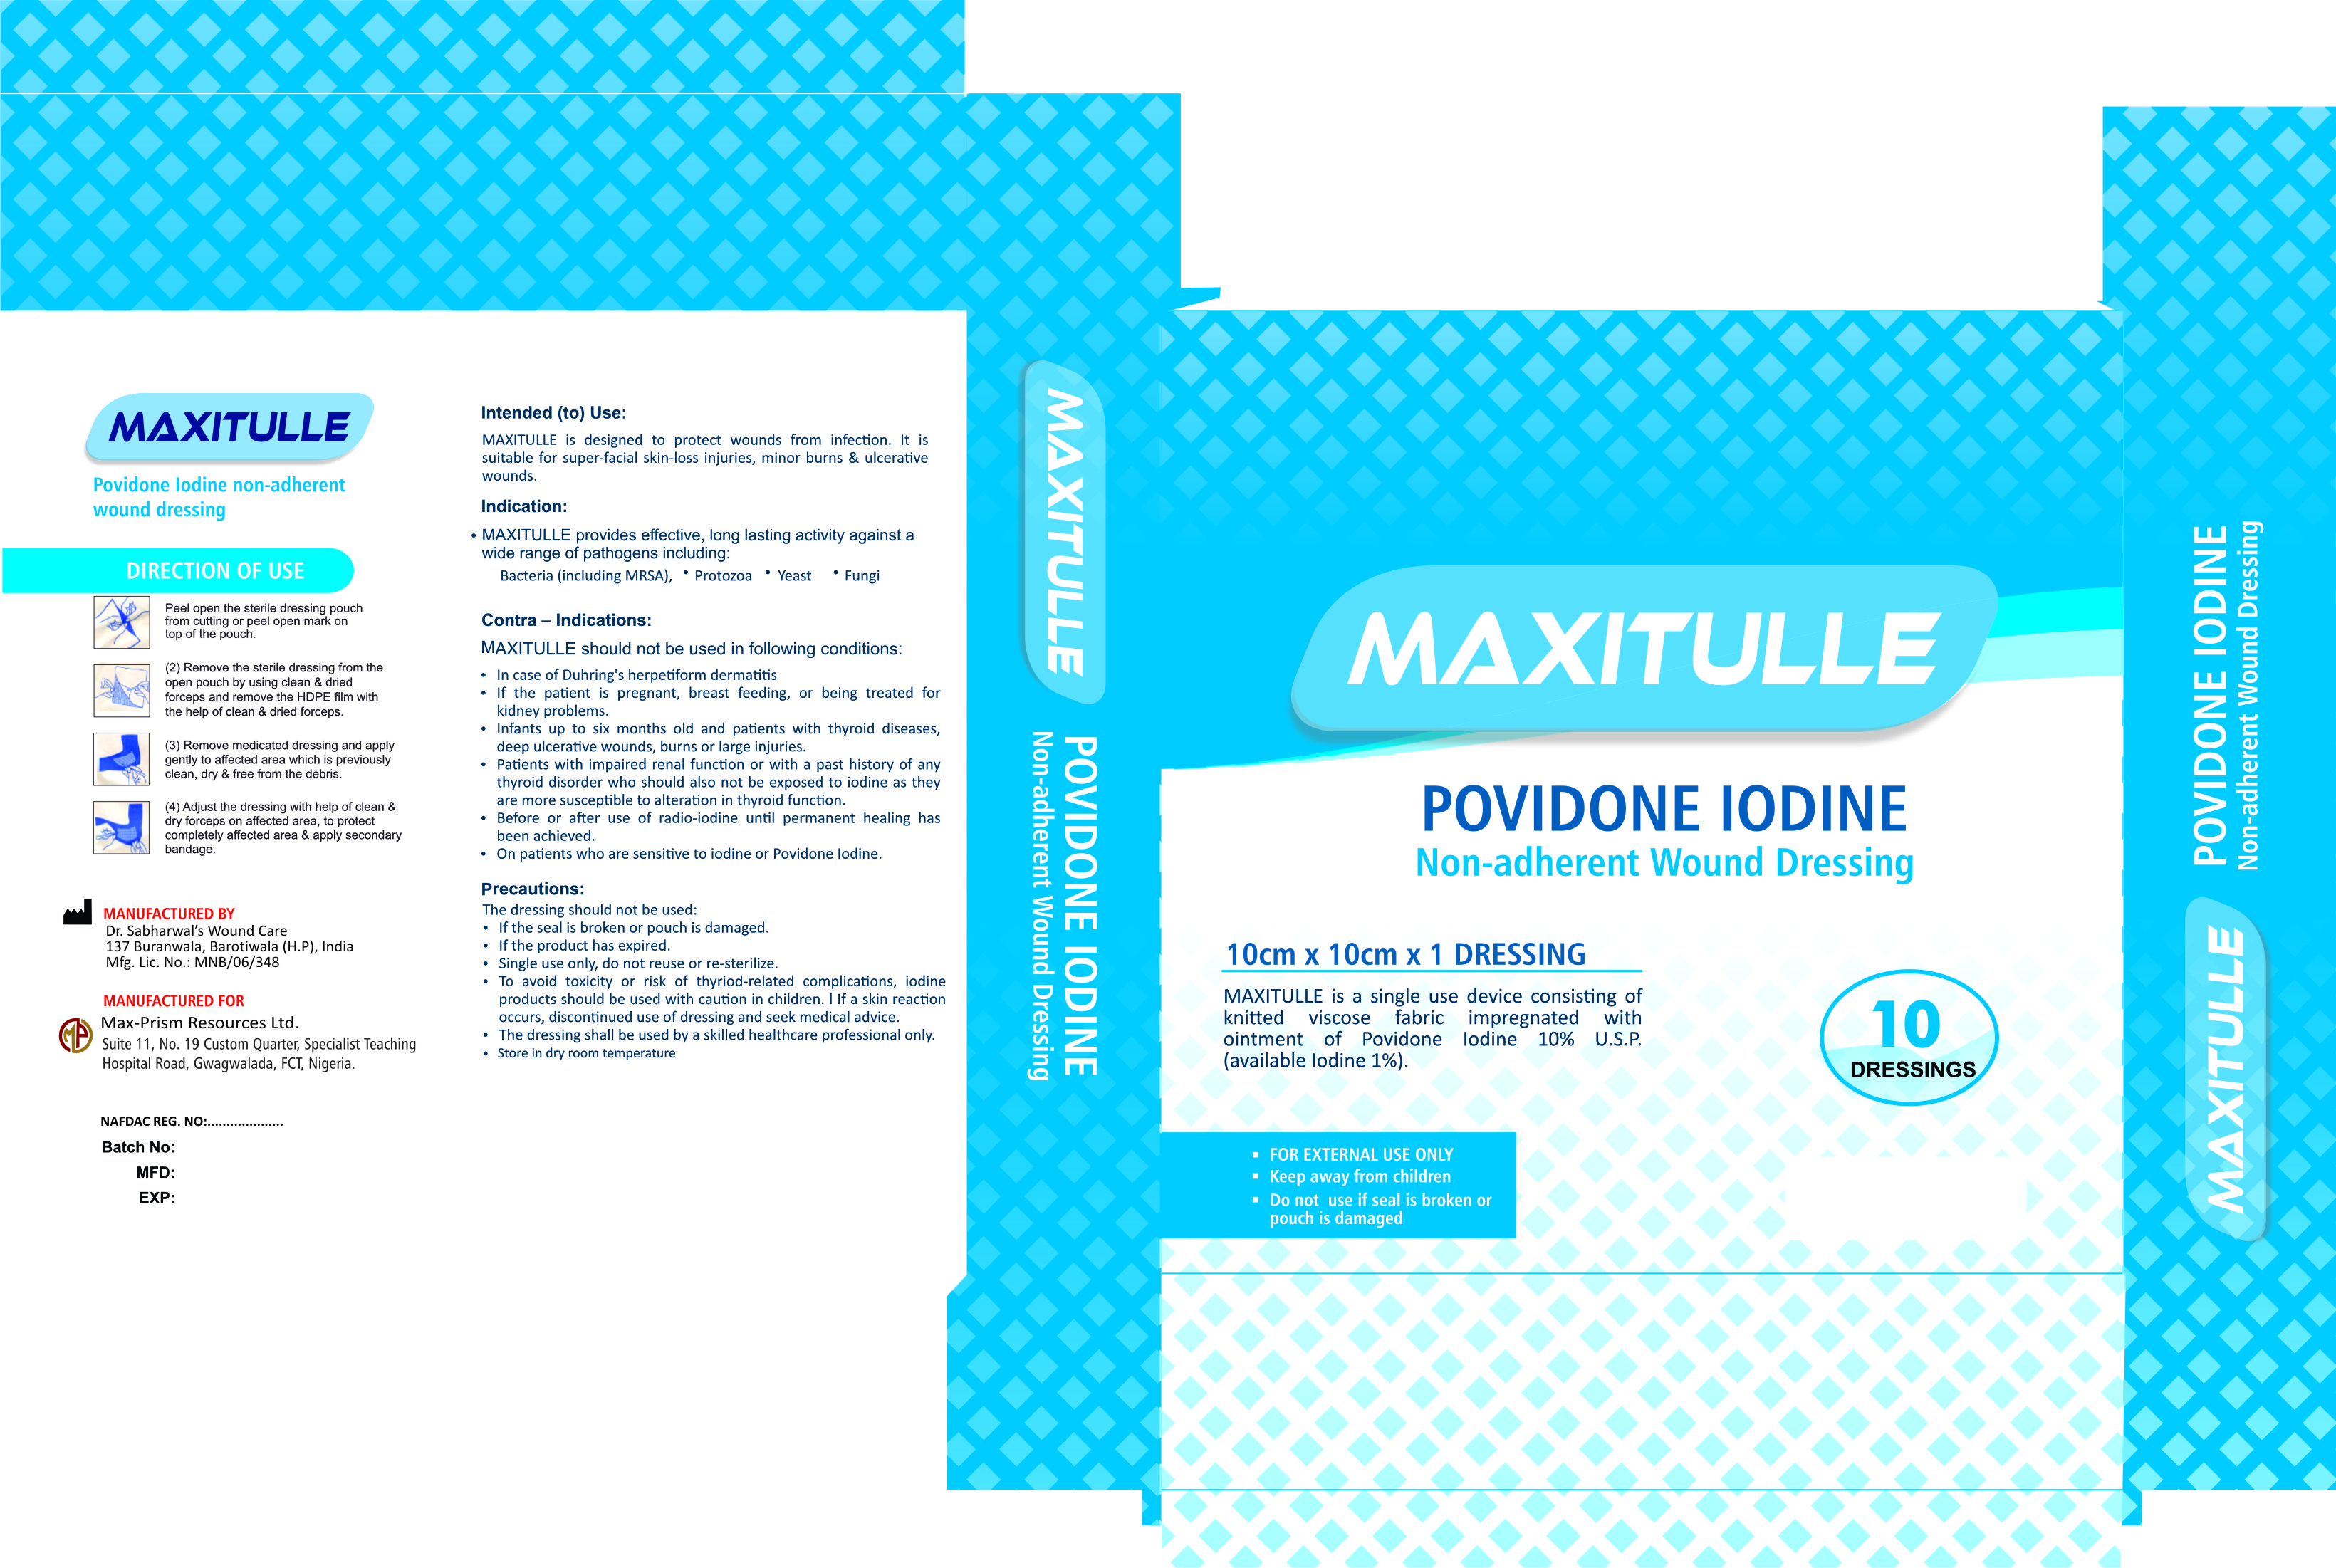 MAXITULLE
Povidone Iodine non-adherent
wound dressing
DIRECTION OF USE
Peel open the sterile dressing pouch
from cutting or peel open mark on
top of the pouch.
(2) Remove the sterile dressing from the
open pouch by using clean & dried
forceps and remove the HDPE film with
the help of clean & dried forceps.
(3) Remove medicated dressing and apply
gently to affected area which is previously
clean, dry & free from the debris.
(4) Adjust the dressing with help of clean &
dry forceps on affected area, to protect
completely affected area & apply secondary
bandage.
MANUFACTURED BY
Dr. Sabharwal's Wound Care
137 Buranwala, Barotiwala (H.P), India
Mfg. Lic. No.: MNB/06/348
MANUFACTURED FOR
MP
Max-Prism Resources Ltd.
Suite 11, No. 19 Custom Quarter, Specialist Teaching
Hospital Road, Gwagwalada, FCT, Nigeria.
NAFDAC REG. NO:....................
Batch No:
MFD:
EXP:
Intended (to) Use:
MAXITULLE is designed to protect wounds from infection. It is
suitable for super-facial skin-loss injuries, minor burns & ulcerative
wounds.
Indication:
• MAXITULLE provides effective, long lasting activity against a
wide range of pathogens including:
Bacteria (including MRSA), • Protozoa • Yeast • Fungi
Contra – Indications:
MAXITULLE should not be used in following conditions:
• In case of Duhring's herpetiform dermatitis
• If the patient is pregnant, breast feeding, or being treated for
kidney problems.
• Infants up to six months old and patients with thyroid diseases,
deep ulcerative wounds, burns or large injuries.
• Patients with impaired renal function or with a past history of any
thyroid disorder who should also not be exposed to iodine as they
are more susceptible to alteration in thyroid function.
• Before or after use of radio-iodine until permanent healing has
been achieved.
• On patients who are sensitive to iodine or Povidone Iodine.
Precautions:
The dressing should not be used:
• If the seal is broken or pouch is damaged.
• If the product has expired.
• Single use only, do not reuse or re-sterilize.
• To avoid toxicity or risk of thyriod-related complications, iodine
products should be used with caution in children. l If a skin reaction
occurs, discontinued use of dressing and seek medical advice.
• The dressing shall be used by a skilled healthcare professional only.
• Store in dry room temperature
MAXITULLE
POVIDONE IODINE
Non-adherent Wound Dressing
MAXITULLE
POVIDONE IODINE
Non-adherent Wound Dressing
10cm x 10cm x 1 DRESSING
MAXITULLE is a single use device consisting of
knitted viscose fabric impregnated with
ointment of Povidone Iodine 10% U.S.P.
(available Iodine 1%).
10
DRESSINGS
▪ FOR EXTERNAL USE ONLY
▪ Keep away from children
▪ Do not use if seal is broken or
pouch is damaged
POVIDONE IODINE
Non-adherent Wound Dressing
MAXITULLE